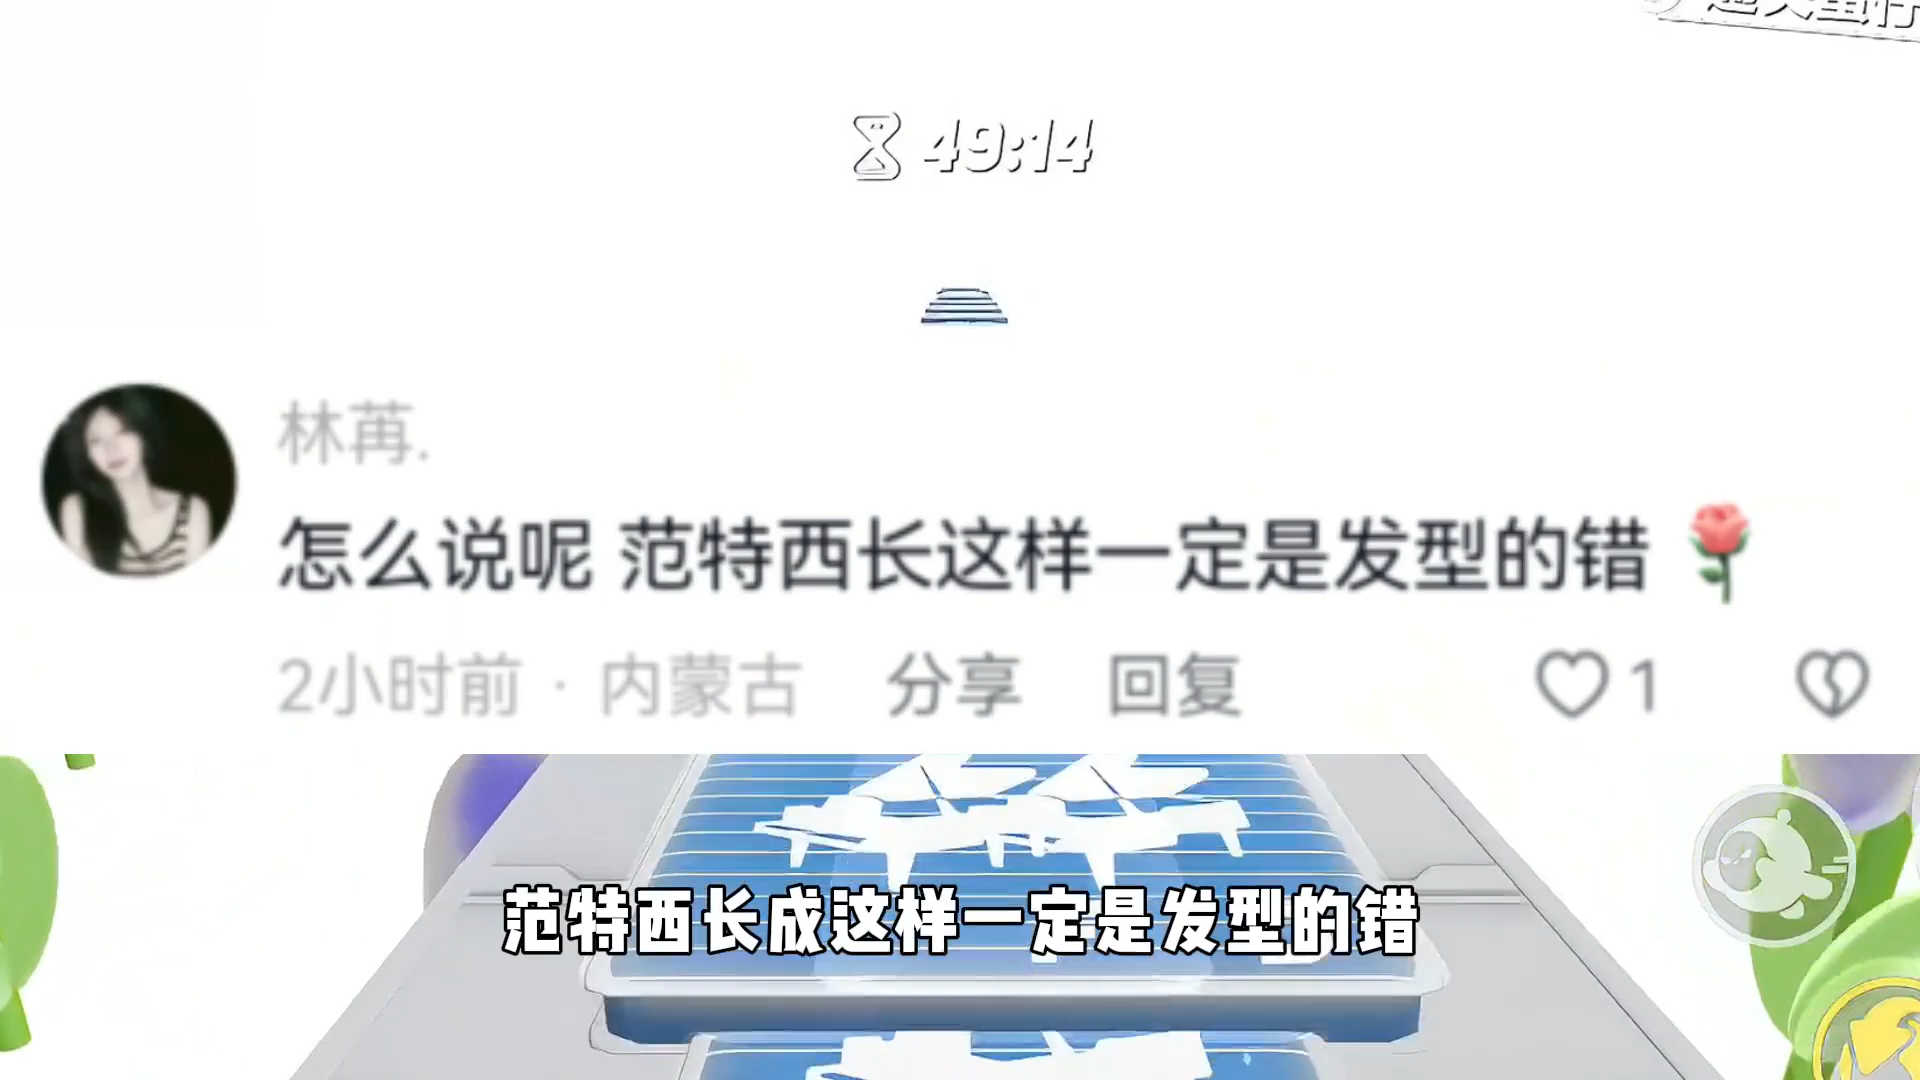 49:14
林苒.
怎么说呢 范特西长这样一定是发型的错
2小时前 · 内蒙古 分享 回复 1
范特西长成这样一定是发型的错